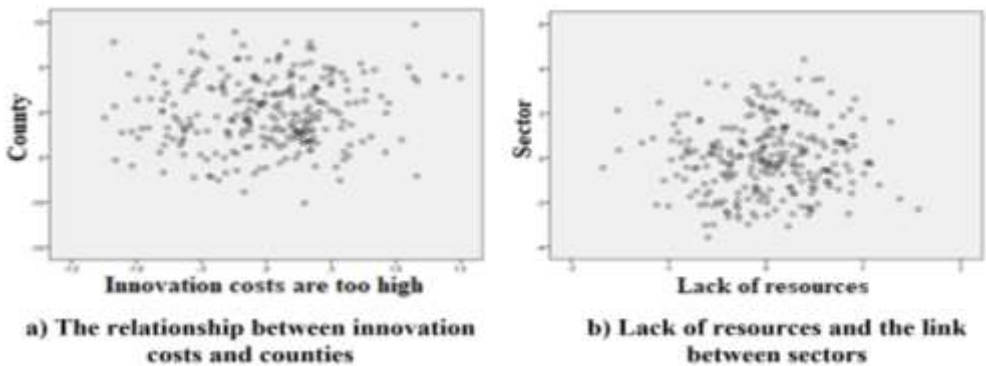 County
Innovation costs are too high
a) The relationship between innovation
costs and counties
Sector
Lack of resources
b) Lack of resources and the link
between sectors